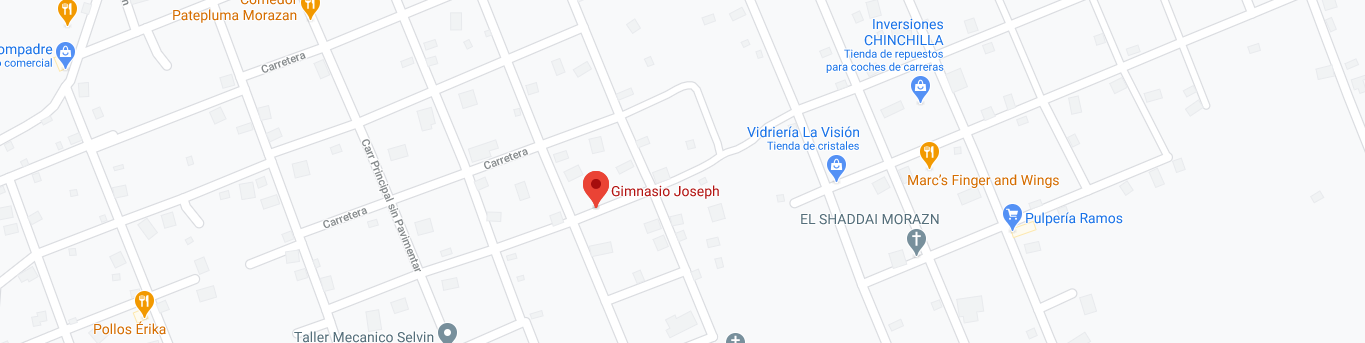 Comedor
Patepluma Morazan
ompadre
o comercial
Carretera
Carr Principal sin Pavimentar
Carretera
Carretera
Gimnasio Joseph
Inversiones
CHINCHILLA
Tienda de repuestos
para coches de carreras
Vidriería La Visión
Tienda de cristales
Marc's Finger and Wings
EL SHADDAI MORAZN
Pulpería Ramos
Pollos Érika
Taller Mecanico Selvin